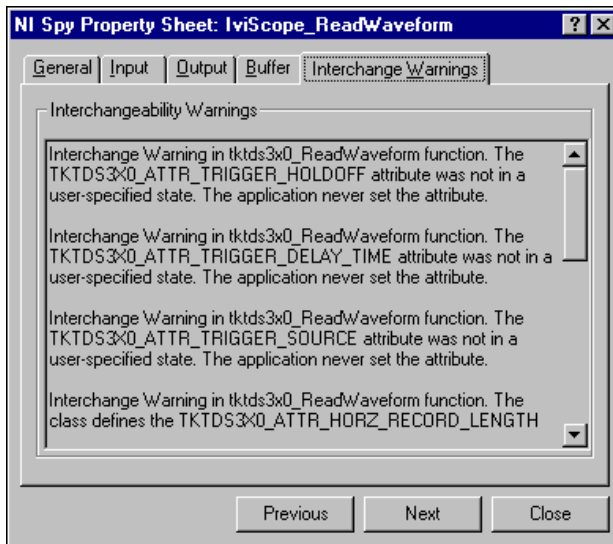 NI Spy Property Sheet: IviScope_ReadWaveform
General Input Output Buffer Interchange Warnings
Interchangeability Warnings
Interchange Warning in tktds3x0_ReadWaveform function. The
TKTDS3X0_ATTR_TRIGGER_HOLDOFF attribute was not in a
user-specified state. The application never set the attribute.
Interchange Warning in tktds3x0_ReadWaveform function. The
TKTDS3X0_ATTR_TRIGGER_DELAY_TIME attribute was not in a
user-specified state. The application never set the attribute.
Interchange Warning in tktds3x0_ReadWaveform function. The
TKTDS3X0_ATTR_TRIGGER_SOURCE attribute was not in a
user-specified state. The application never set the attribute.
Interchange Warning in tktds3x0_ReadWaveform function. The
class defines the TKTDS3X0_ATTR_HORZ_RECORD_LENGTH
Previous Next Close